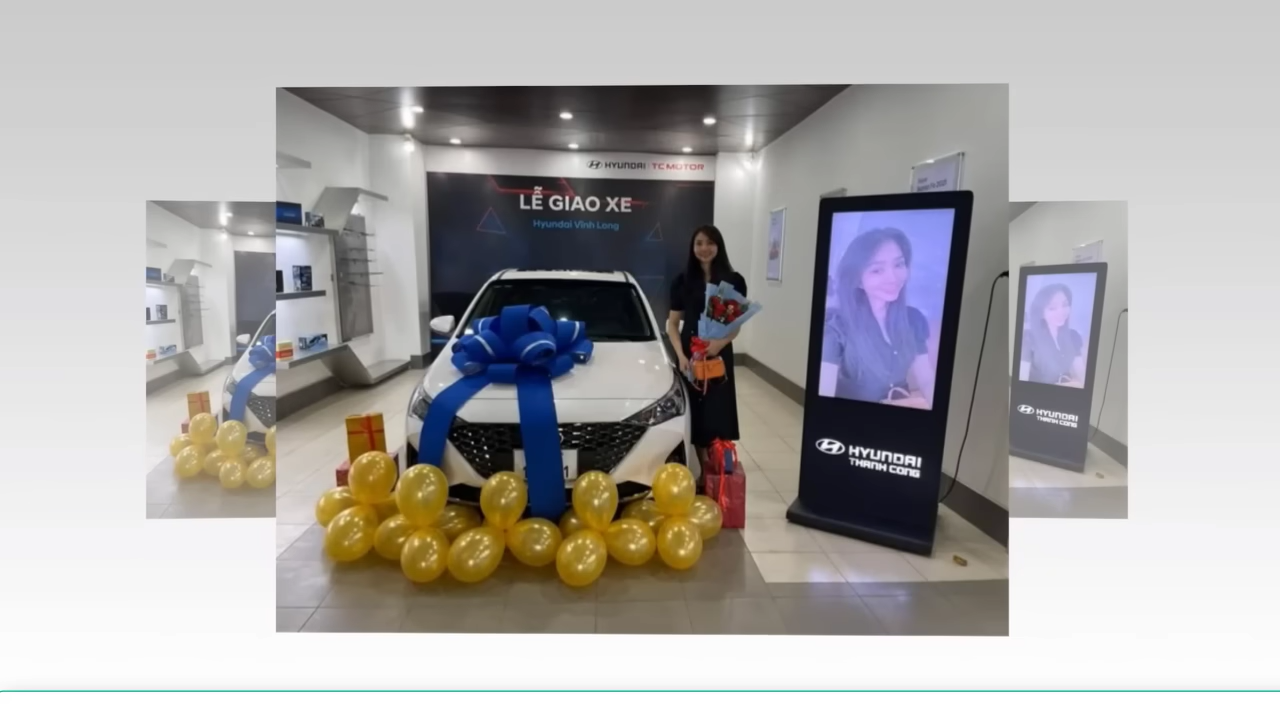 HYUNDAI | TC MOTOR
LỄ GIAO XE
Hyundai Vĩnh Long
HYUNDAI
THANH CONG
HYUNDAI
THANH CONG